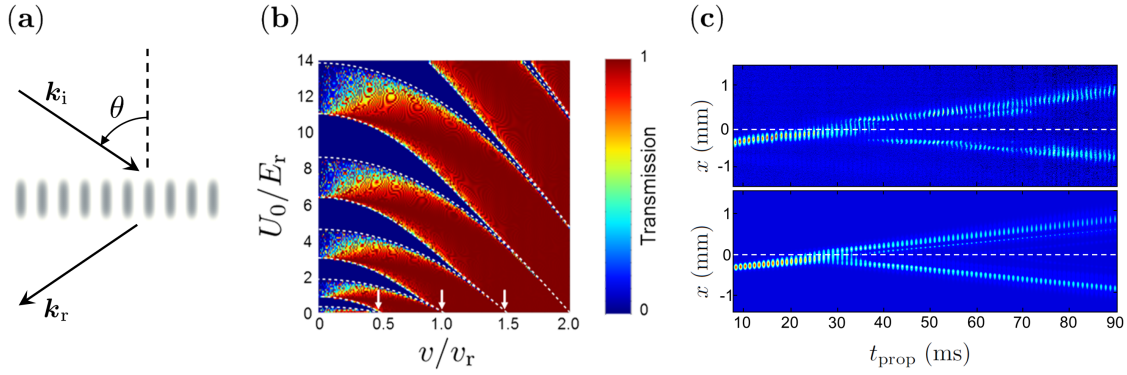 (a)
k_i
θ
k_r
(b)
U_0/E_r
14
12
10
8
6
4
2
0
0
0.5
1.0
1.5
2.0
v/v_r
1
Transmission
0
(c)
x (mm)
1
0
-1
x (mm)
1
0
-1
10
20
30
40
50
60
70
80
90
t_prop (ms)